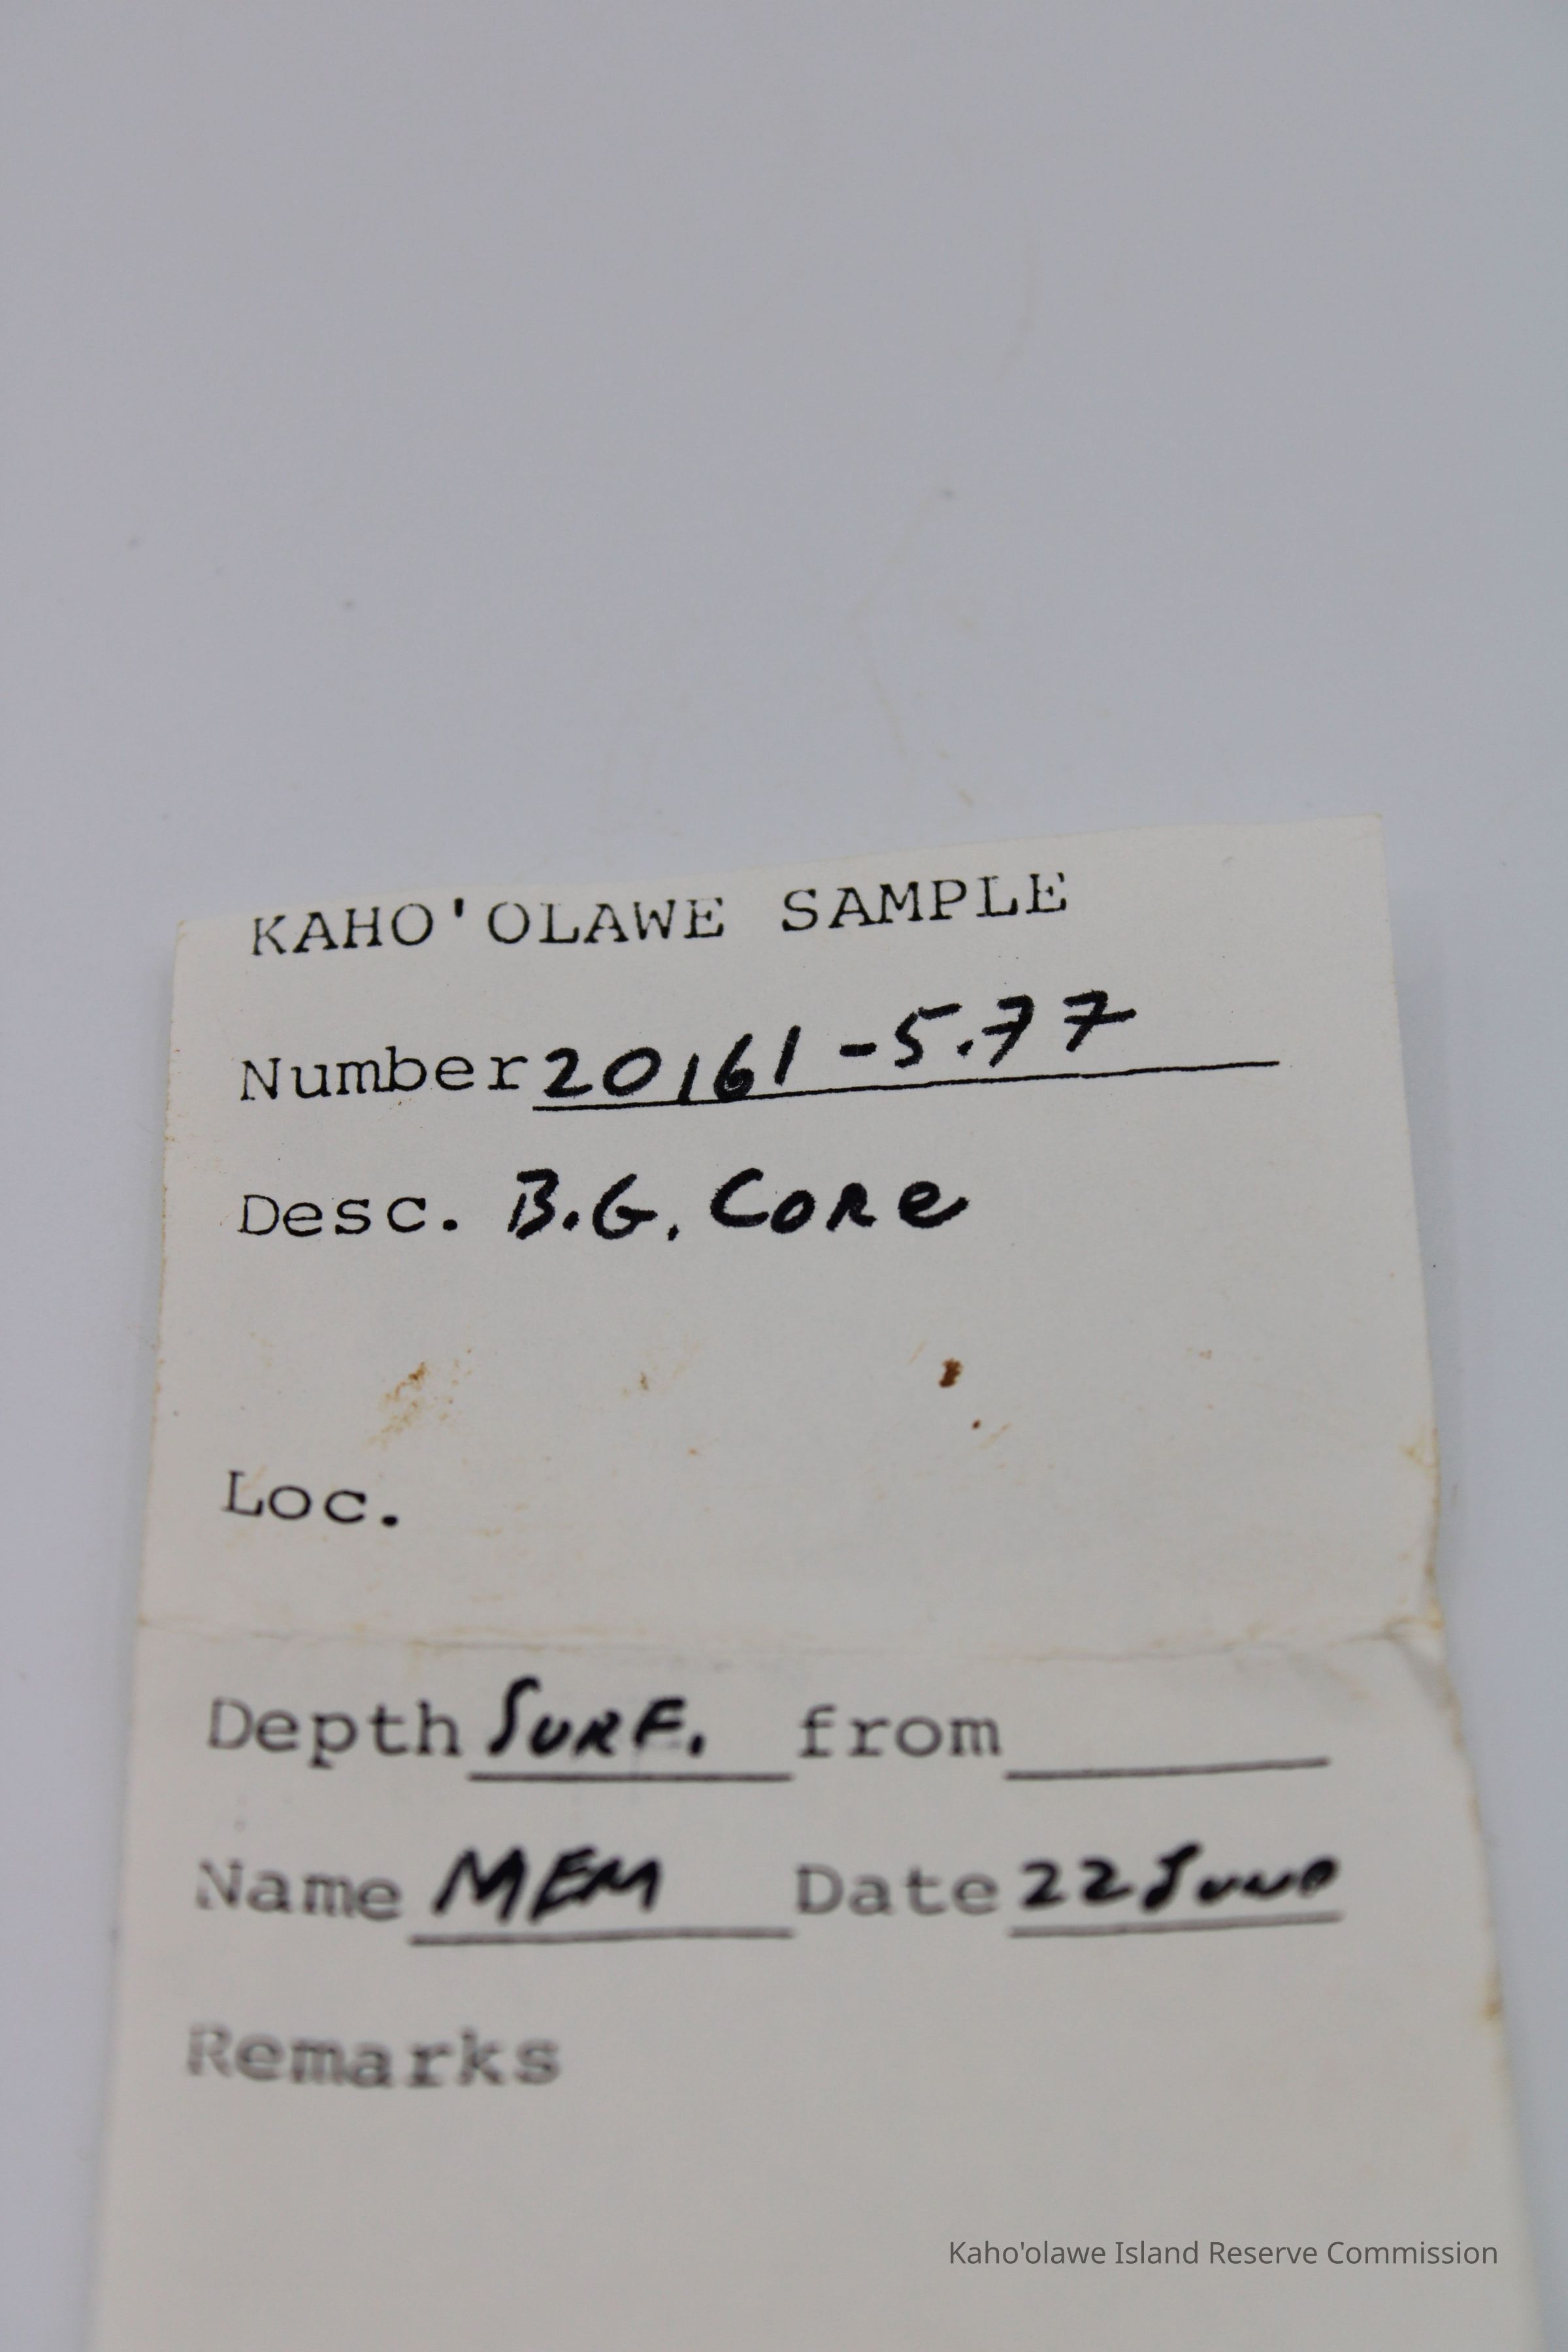 KAHO'OLAWE SAMPLE
Number 20161-5.77
Desc. B.G. Core
Loc.
Depth Surf. from
Name MEM Date 22 June
Remarks
Kaho'olawe Island Reserve Commission